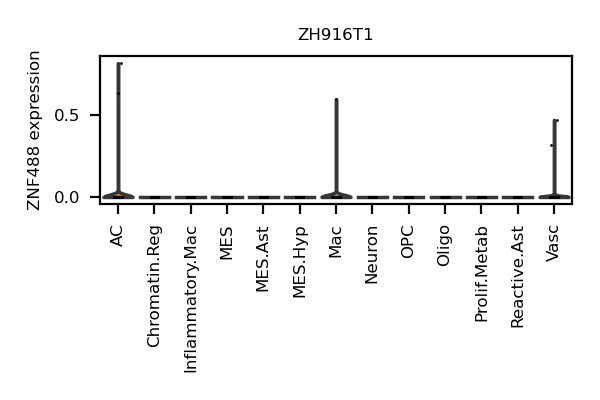 ZH916T1
ZNF488 expression
0.5
0.0
AC
Chromatin.Reg
Inflammatory.Mac
MES
MES.Ast
MES.Hyp
Mac
Neuron
OPC
Oligo
Prolif.Metab
Reactive.Ast
Vasc